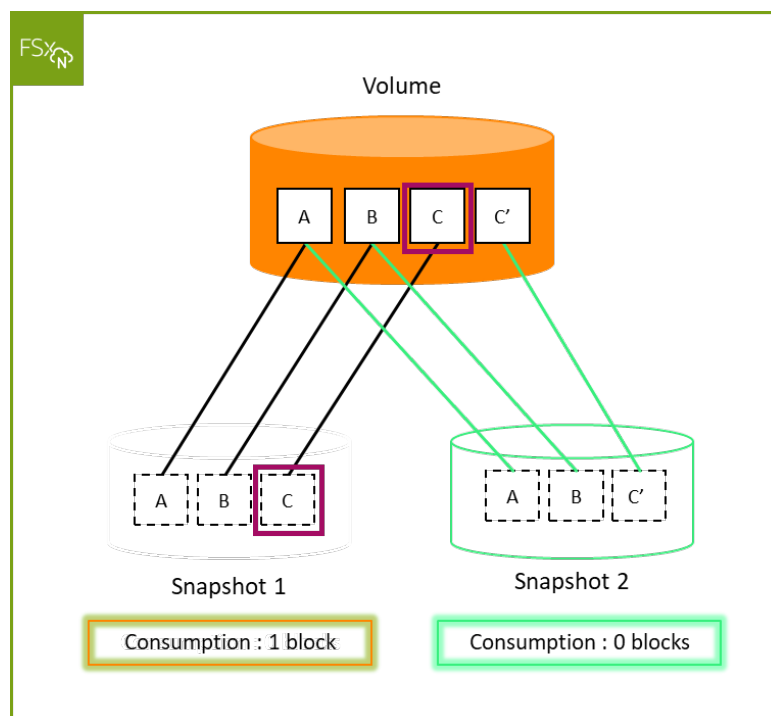 FSx
N
Volume
A B C C'
A B C
A B C'
Snapshot 1
Snapshot 2
Consumption : 1 block
Consumption : 0 blocks